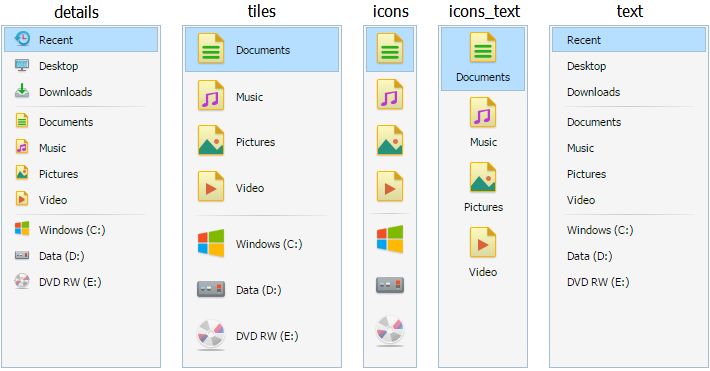 details
Recent
Desktop
Downloads
Documents
Music
Pictures
Video
Windows (C:)
Data (D:)
DVD RW (E:)
tiles
Documents
Music
Pictures
Video
Windows (C:)
Data (D:)
DVD RW (E:)
icons
icons_text
Documents
Music
Pictures
Video
text
Recent
Desktop
Downloads
Documents
Music
Pictures
Video
Windows (C:)
Data (D:)
DVD RW (E:)